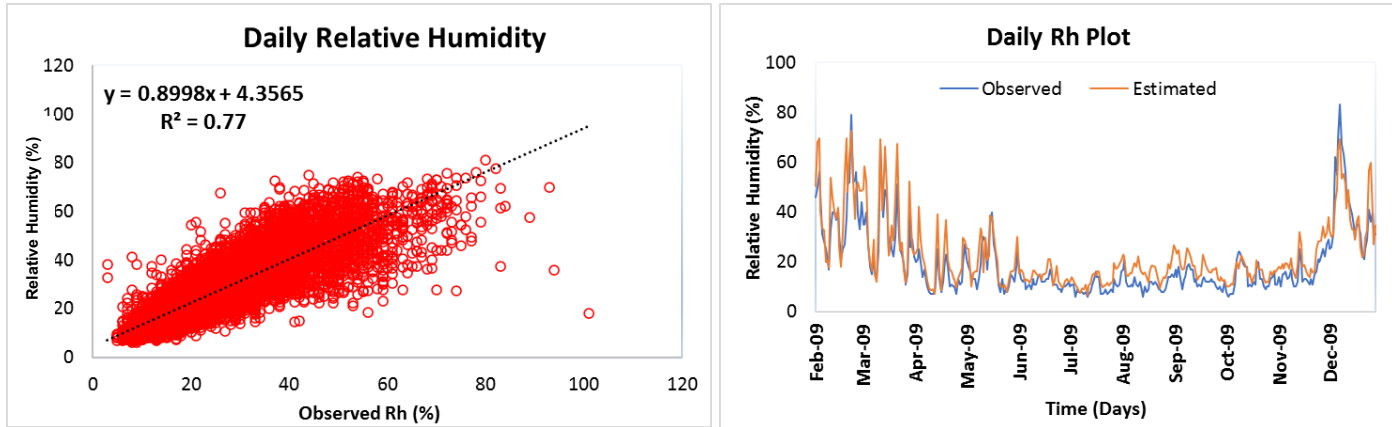 Daily Relative Humidity
y = 0.8998x + 4.3565
R² = 0.77
Relative Humidity (%)
120
100
80
60
40
20
0
0 20 40 60 80 100 120
Observed Rh (%)
Daily Rh Plot
Observed Estimated
Relative Humidity (%)
100
80
60
40
20
0
Feb-09 Mar-09 Apr-09 May-09 Jun-09 Jul-09 Aug-09 Sep-09 Oct-09 Nov-09 Dec-09
Time (Days)